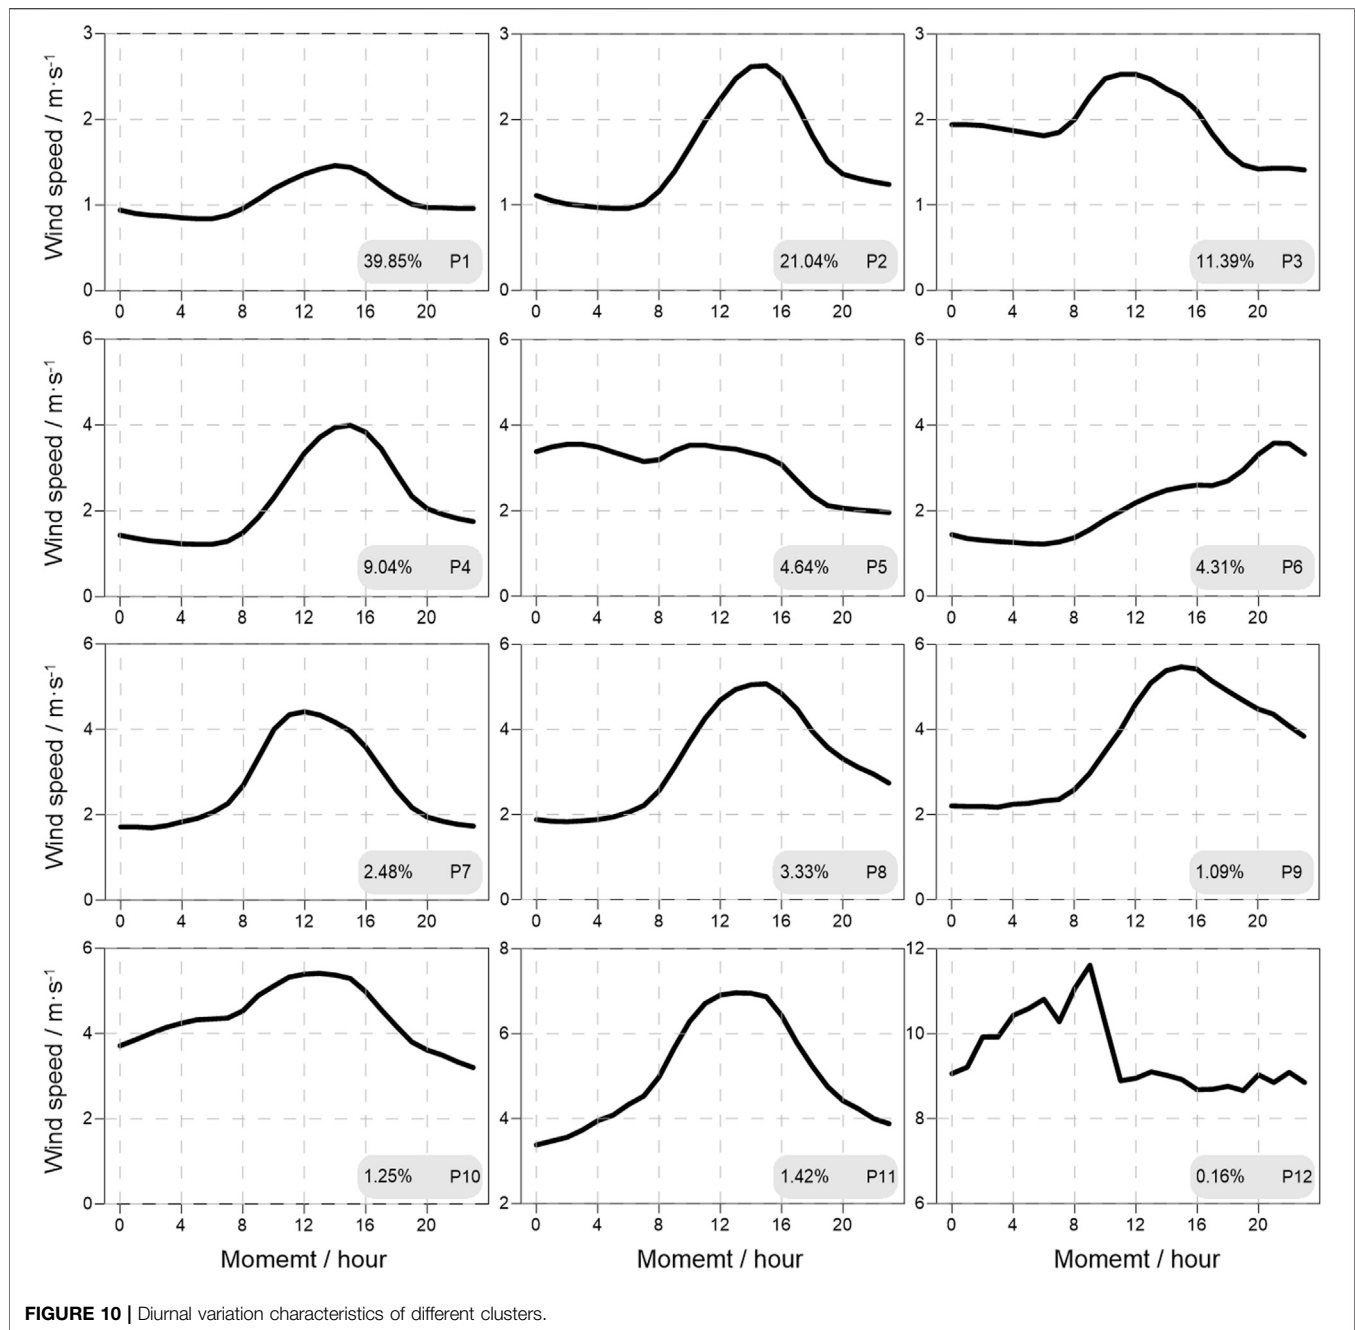 3 3 3
2 2 2
1 1 1
0 0 0
Wind speed / m·s-1
39.85% P1 21.04% P2 11.39% P3
0 4 8 12 16 20 0 4 8 12 16 20 0 4 8 12 16 20
6 6 6
4 4 4
2 2 2
0 0 0
Wind speed / m·s-1
9.04% P4 4.64% P5 4.31% P6
0 4 8 12 16 20 0 4 8 12 16 20 0 4 8 12 16 20
6 6 6
4 4 4
2 2 2
0 0 0
Wind speed / m·s-1
2.48% P7 3.33% P8 1.09% P9
0 4 8 12 16 20 0 4 8 12 16 20 0 4 8 12 16 20
6 8 12
4 6 10
2 4 8
0 2 6
Wind speed / m·s-1
1.25% P10 1.42% P11 0.16% P12
0 4 8 12 16 20 0 4 8 12 16 20 0 4 8 12 16 20
Momemt / hour Momemt / hour Momemt / hour
FIGURE 10 | Diurnal variation characteristics of different clusters.